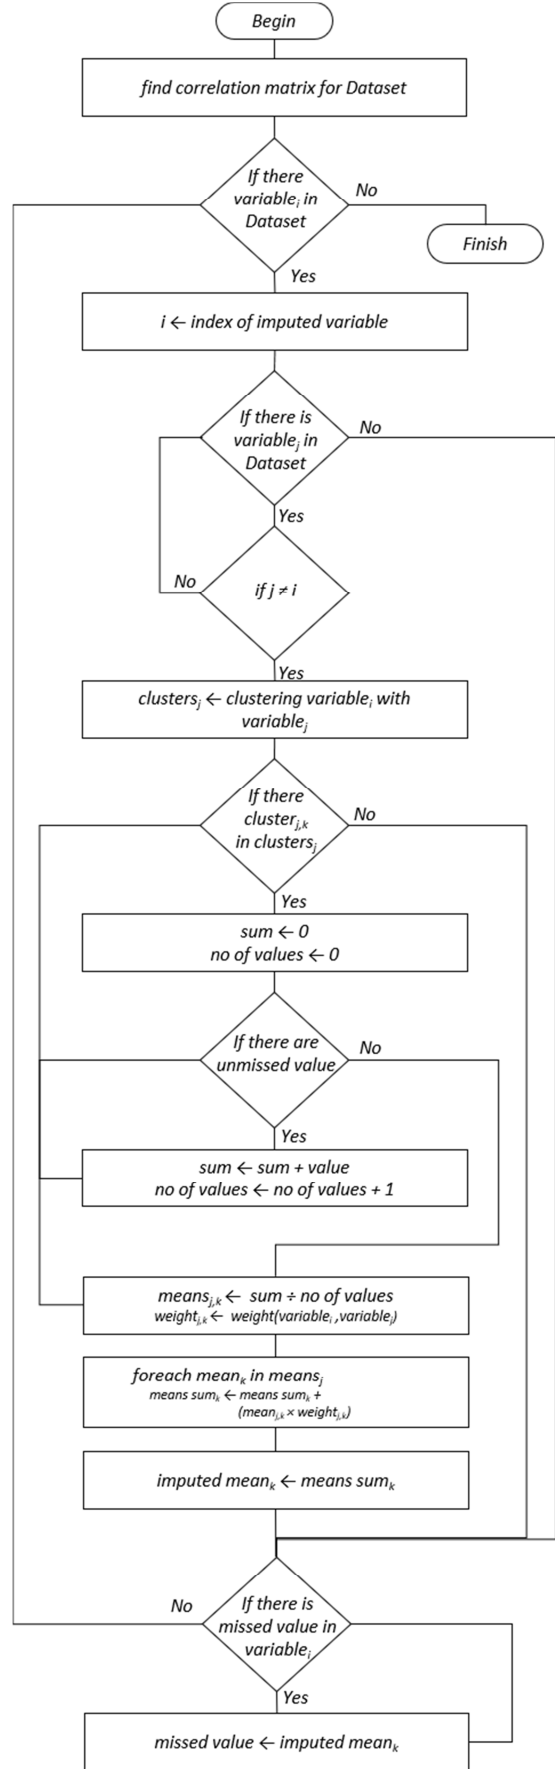 Begin
find correlation matrix for Dataset
If there
variableᵢ in
Dataset
No
Finish
Yes
i ← index of imputed variable
If there is
variableⱼ in
Dataset
No
Yes
if j ≠ i
No
Yes
clustersⱼ ← clustering variableᵢ with
variableⱼ
If there
clusterⱼ,ₖ
in clustersⱼ
No
Yes
sum ← 0
no of values ← 0
If there are
unmissed value
No
Yes
sum ← sum + value
no of values ← no of values + 1
meansⱼ,ₖ ← sum ÷ no of values
weightⱼ,ₖ ← weight(variableᵢ ,variableⱼ)
foreach meanₖ in meansⱼ
means sumₖ ← means sumₖ +
(meanⱼ,ₖ × weightⱼ,ₖ)
imputed meanₖ ← means sumₖ
If there is
missed value in
variableᵢ
No
Yes
missed value ← imputed meanₖ